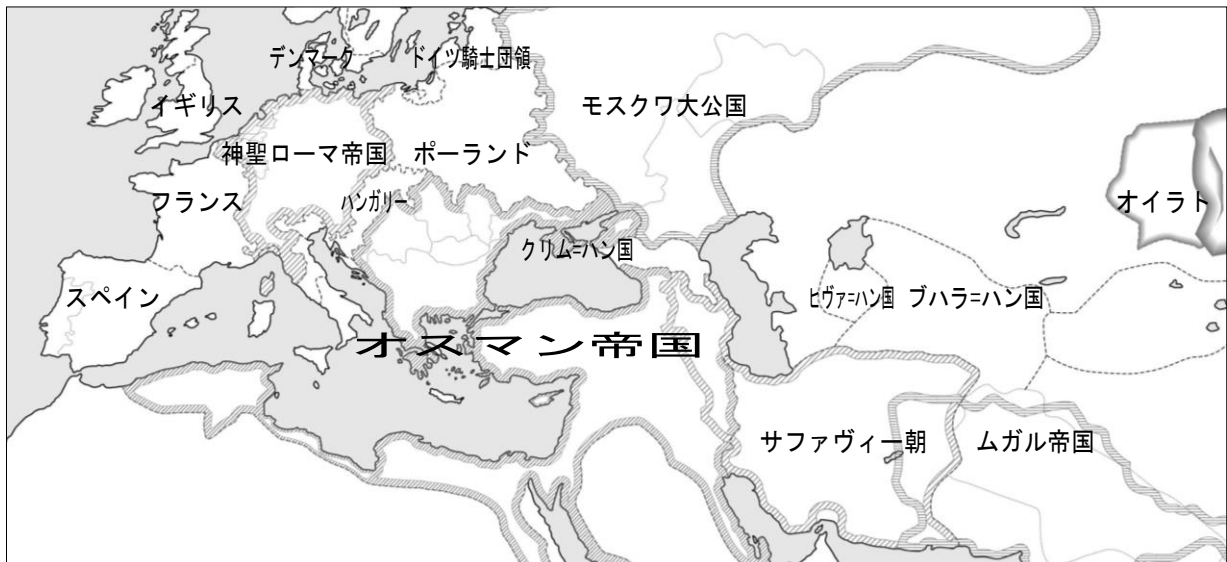 デンマーク
ドイツ騎士団領
イギリス
モスクワ大公国
神聖ローマ帝国
ポーランド
フランス
ハンガリー
オイラト
クリム=ハン国
スペイン
ヒヴァ=ハン国
ブハラ=ハン国
オスマン帝国
サファヴィー朝
ムガル帝国